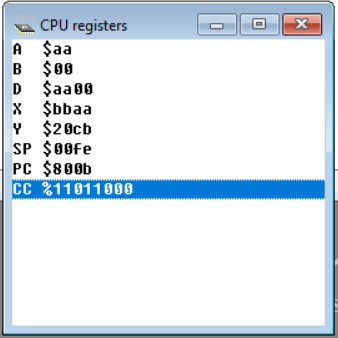 CPU registers
A $aa
B $00
D $aa00
X $bbaa
Y $20cb
SP $00fe
PC $800b
CC %11011000